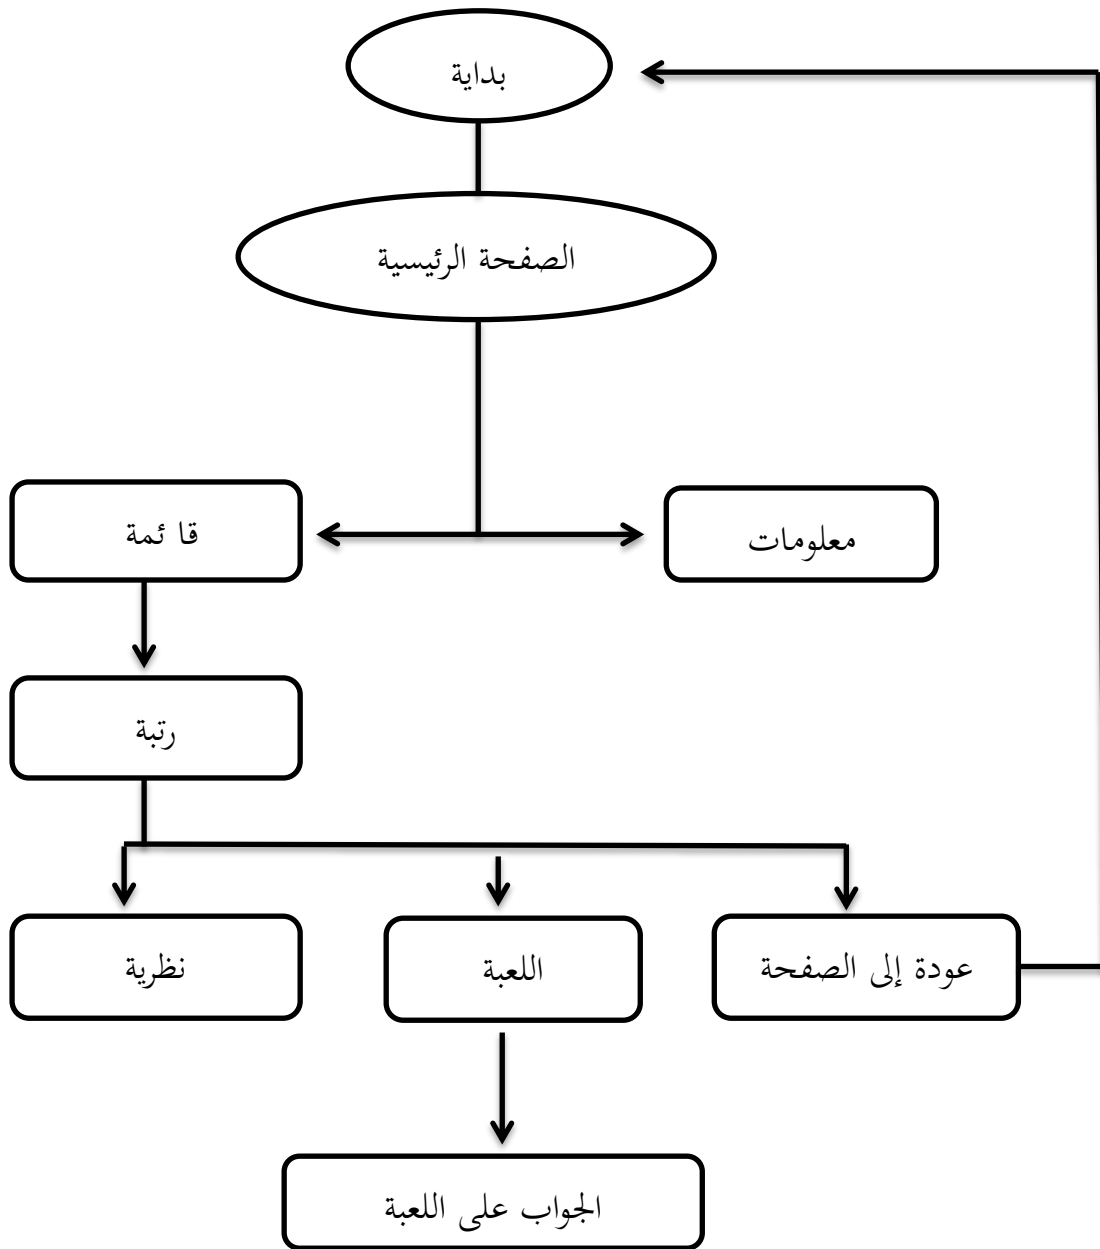 بداية
الصفحة الرئيسية
معلومات
قا ئمة
رتبة
عودة إلى الصفحة
اللعبة
نظرية
الجواب على اللعبة